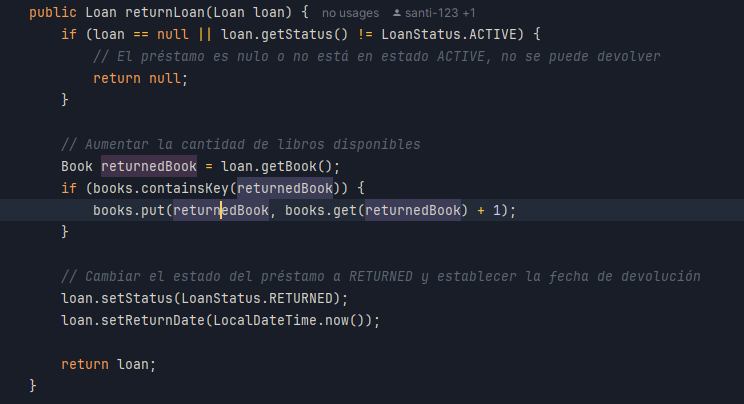 public Loan returnLoan(Loan loan) { no usages santi-123 +1
if (loan == null || loan.getStatus() != LoanStatus.ACTIVE) {
// El préstamo es nulo o no está en estado ACTIVE, no se puede devolver
return null;
}
// Aumentar la cantidad de libros disponibles
Book returnedBook = loan.getBook();
if (books.containsKey(returnedBook)) {
books.put(returnedBook, books.get(returnedBook) + 1);
}
// Cambiar el estado del préstamo a RETURNED y establecer la fecha de devolución
loan.setStatus(LoanStatus.RETURNED);
loan.setReturnDate(LocalDateTime.now());
return loan;
}